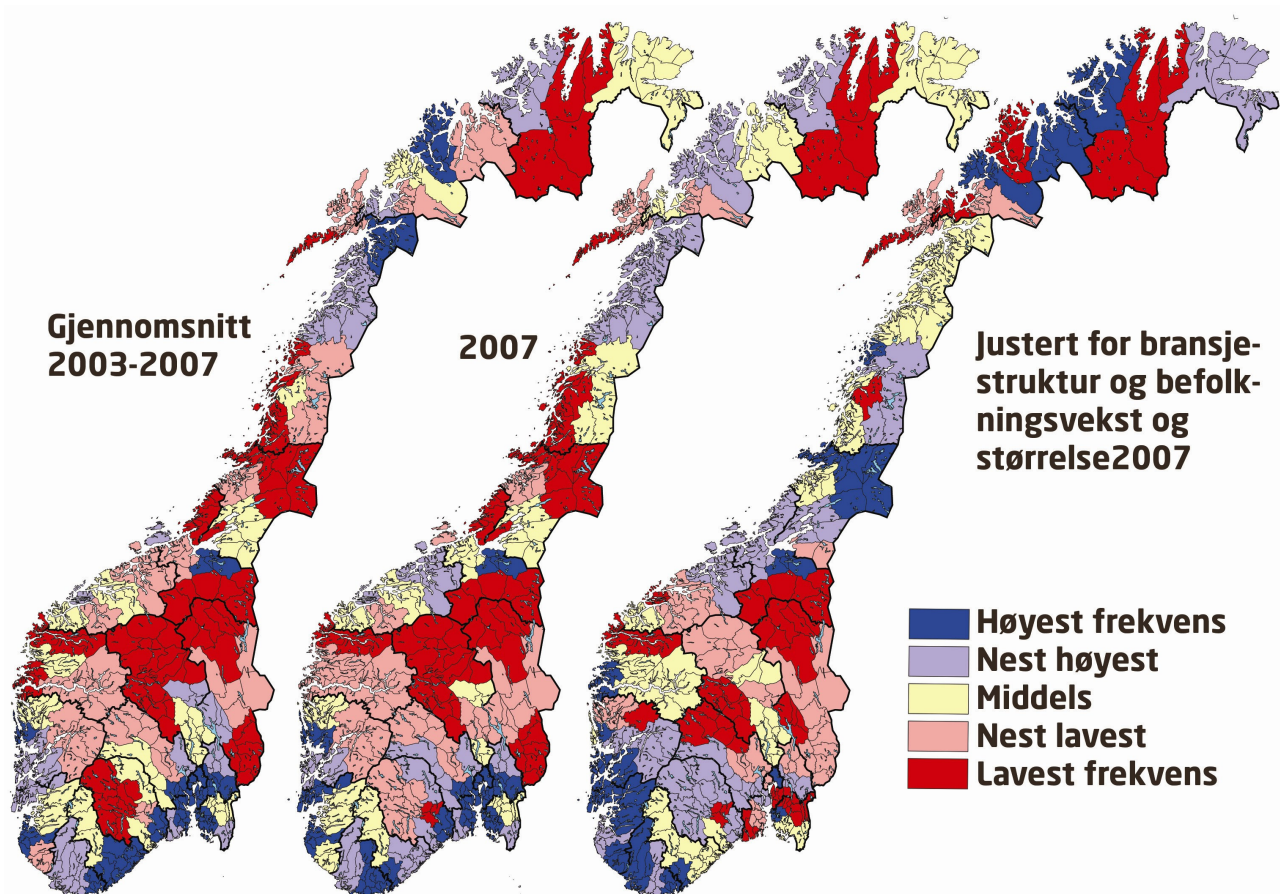 Gjennomsnitt
2003-2007
2007
Justert for bransje-
struktur og befolk-
ningsvekst og
størrelse2007
Høyest frekvens
Nest høyest
Middels
Nest lavest
Lavest frekvens